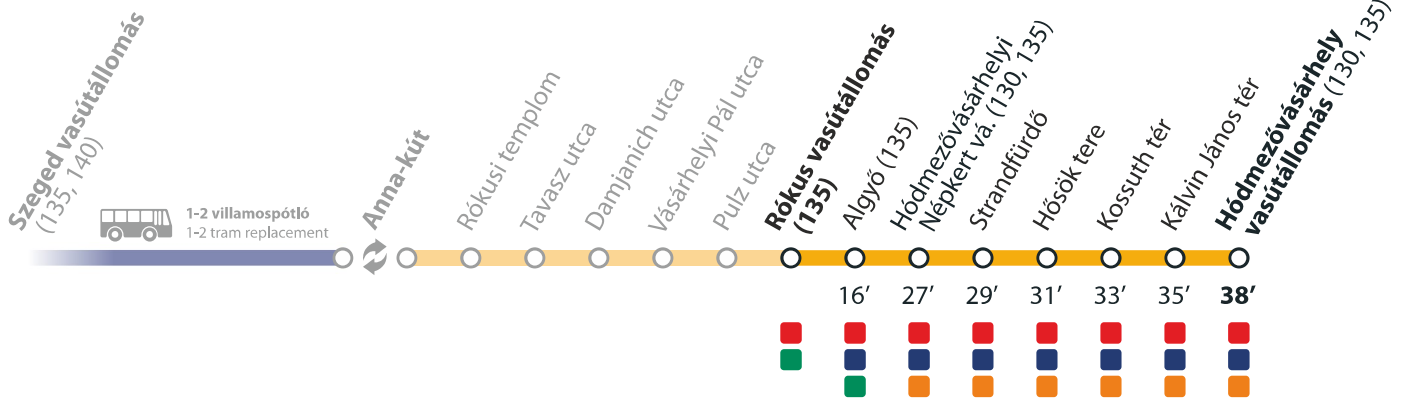 Szeged vasútállomás
(135, 140)
1-2 villamospótló
1-2 tram replacement
Anna-kút
Rókusi templom
Tavasz utca
Damjanich utca
Vásárhelyi Pál utca
Pulz utca
Rókus vasútállomás
(135)
Algyő (135)
Hódmezővásárhelyi
Népkert vá. (130, 135)
Strandfürdő
Hősök tere
Kossuth tér
Kálvin János tér
Hódmezővásárhely
vasútállomás (130, 135)
16’ 27’ 29’ 31’ 33’ 35’ 38’